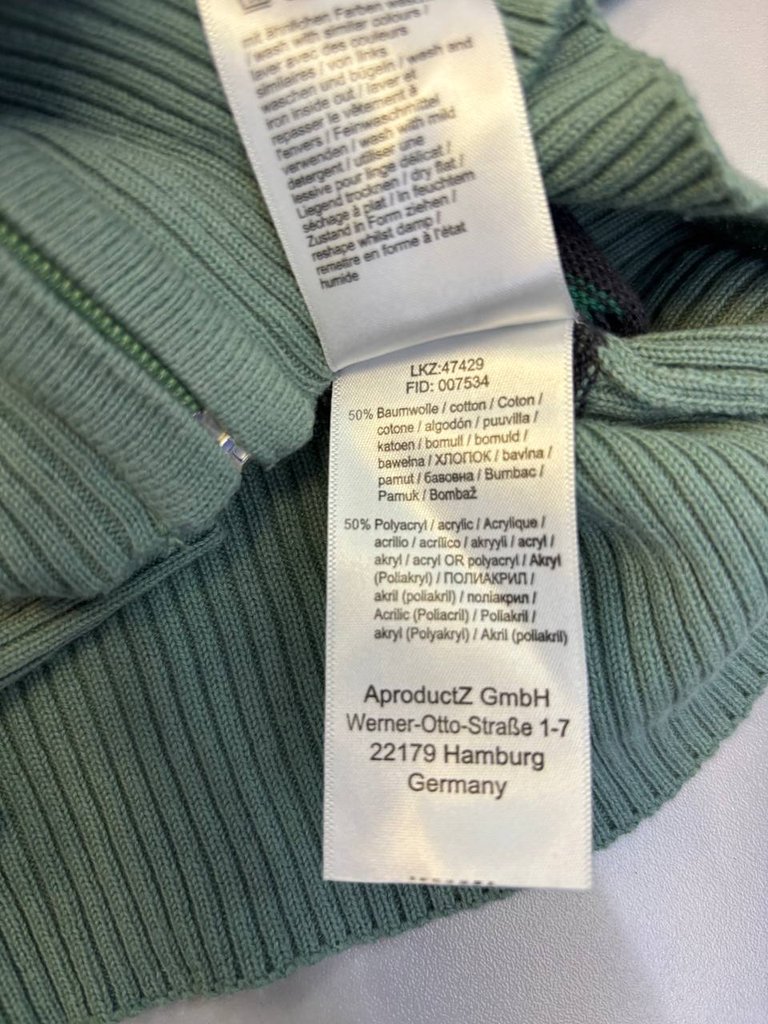 mit ähnlichen Farben
/ wash with similar colours /
laver avec des couleurs
similaires / von links
waschen und bügeln / wash and
iron inside out / laver et
repasser le vêtement à
l'envers / Feinwaschmittel
verwenden / wash with mild
detergent / utiliser une
lessive pour linge délicat /
Liegend trocknen / dry flat /
séchage à plat / In feuchtem
Zustand in Form ziehen /
reshape whilst damp /
remettre en forme à l'état
humide
LKZ:47429
FID: 007534
50% Baumwolle / cotton / Coton /
cotone / algodón / puuvilla /
katoen / bomull / bomuld /
bawełna / ХЛОПОК / bavlna /
pamut / бавовна / Bumbac /
Pamuk / Bombaž
50% Polyacryl / acrylic / Acrylique /
acrilio / acrílico / akryyli / acryl /
akryl / acryl OR polyacryl / Akryl
(Poliakryl) / ПОЛИАКРИЛ /
akril (poliakril) / поліакрил /
Acrilic (Poliacril) / Poliakril /
akryl (Polyakryl) / Akril (poliakril)
AproductZ GmbH
Werner-Otto-Straße 1-7
22179 Hamburg
Germany